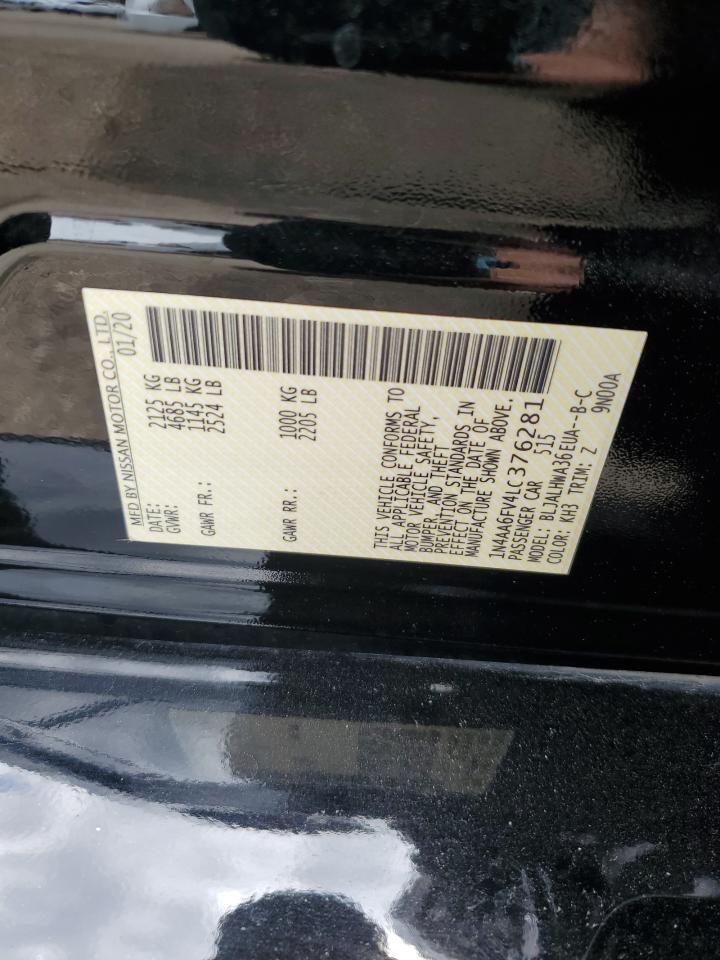 MFD BY NISSAN MOTOR CO., LTD.
DATE: 01/20
GVWR: 2125 KG
4685 LB
GAWR FR.: 1145 KG
2524 LB
GAWR RR.: 1000 KG
2205 LB
THIS VEHICLE CONFORMS TO
ALL APPLICABLE FEDERAL
MOTOR VEHICLE SAFETY,
BUMPER, AND THEFT
PREVENTION STANDARDS IN
EFFECT ON THE DATE OF
MANUFACTURE SHOWN ABOVE.
1N4AA6FV4LC376281
PASSENGER CAR 515
MODEL: BLJALHWA36EUA--B-C
COLOR: KH3 TRIM: Z 9N00A